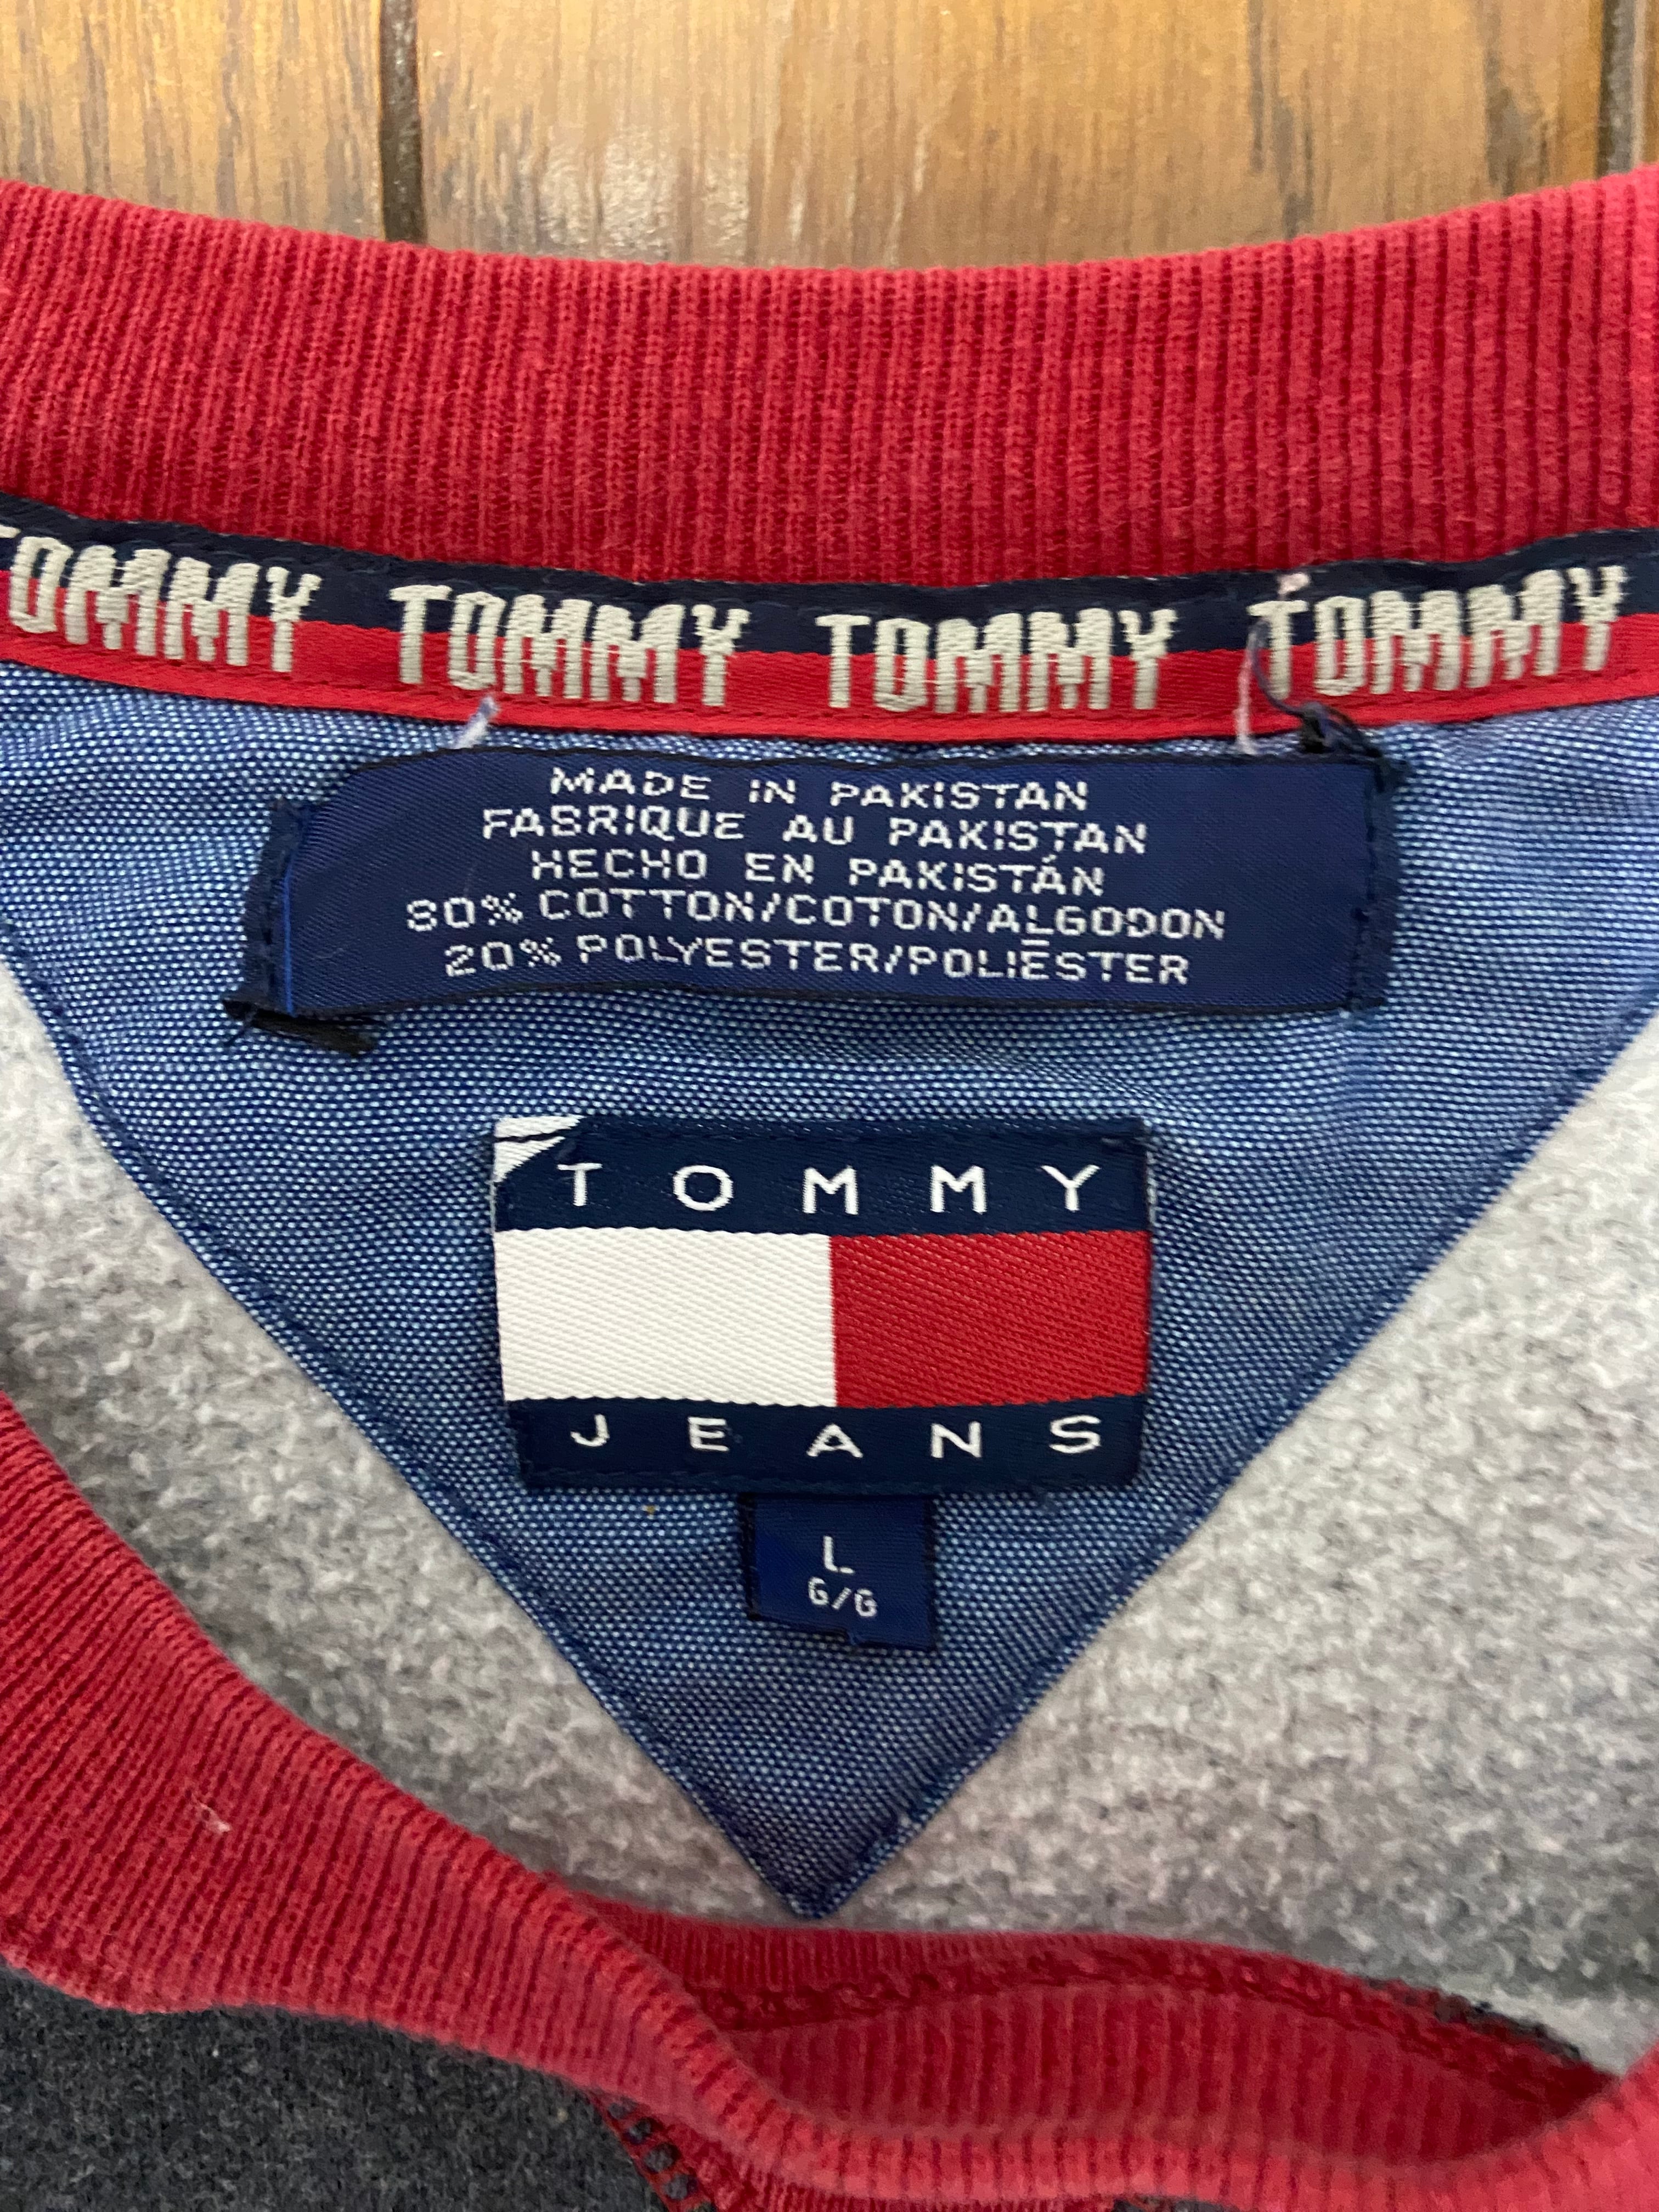 TOMMY TOMMY TOMMY TOMMY
MADE IN PAKISTAN
FABRIQUE AU PAKISTAN
HECHO EN PAKISTÁN
80% COTTON/COTON/ALGODON
20% POLYESTER/POLIÉSTER
TOMMY
JEANS
L
G/G